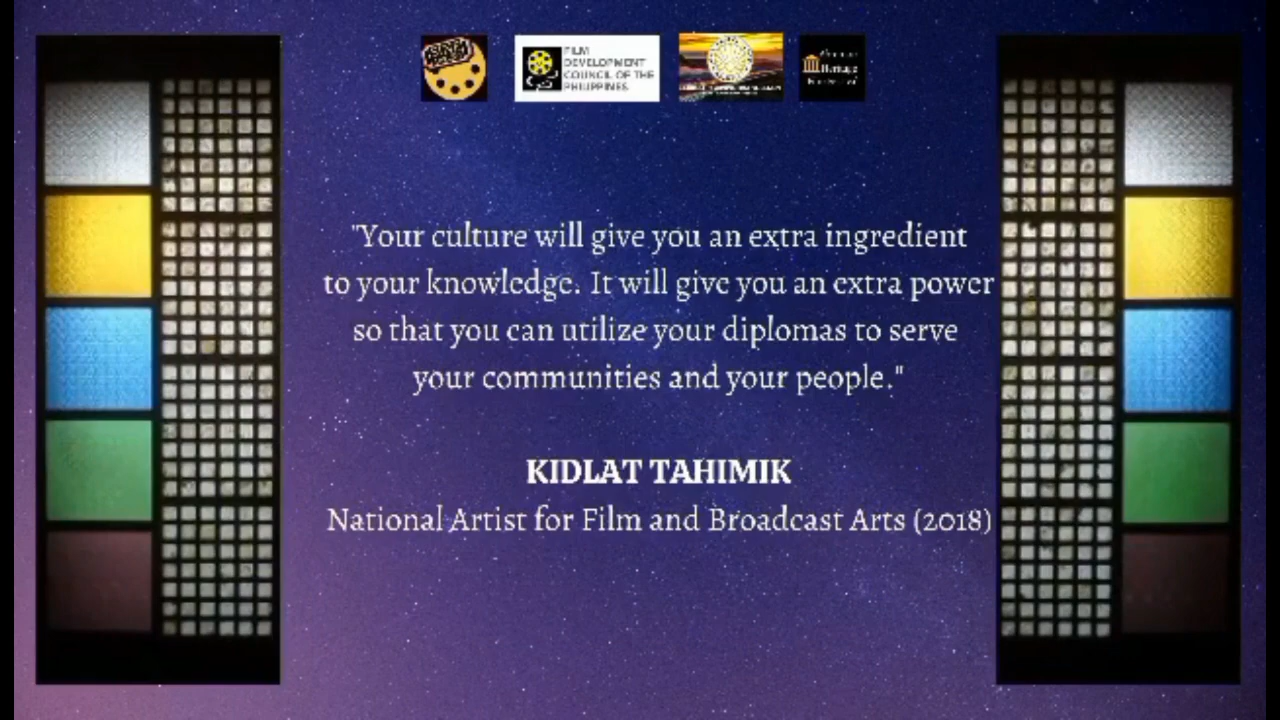 FILM
DEVELOPMENT
COUNCIL OF THE
PHILIPPINES
Heritage
"Your culture will give you an extra ingredient
to your knowledge. It will give you an extra power
so that you can utilize your diplomas to serve
your communities and your people."
KIDLAT TAHIMIK
National Artist for Film and Broadcast Arts (2018)